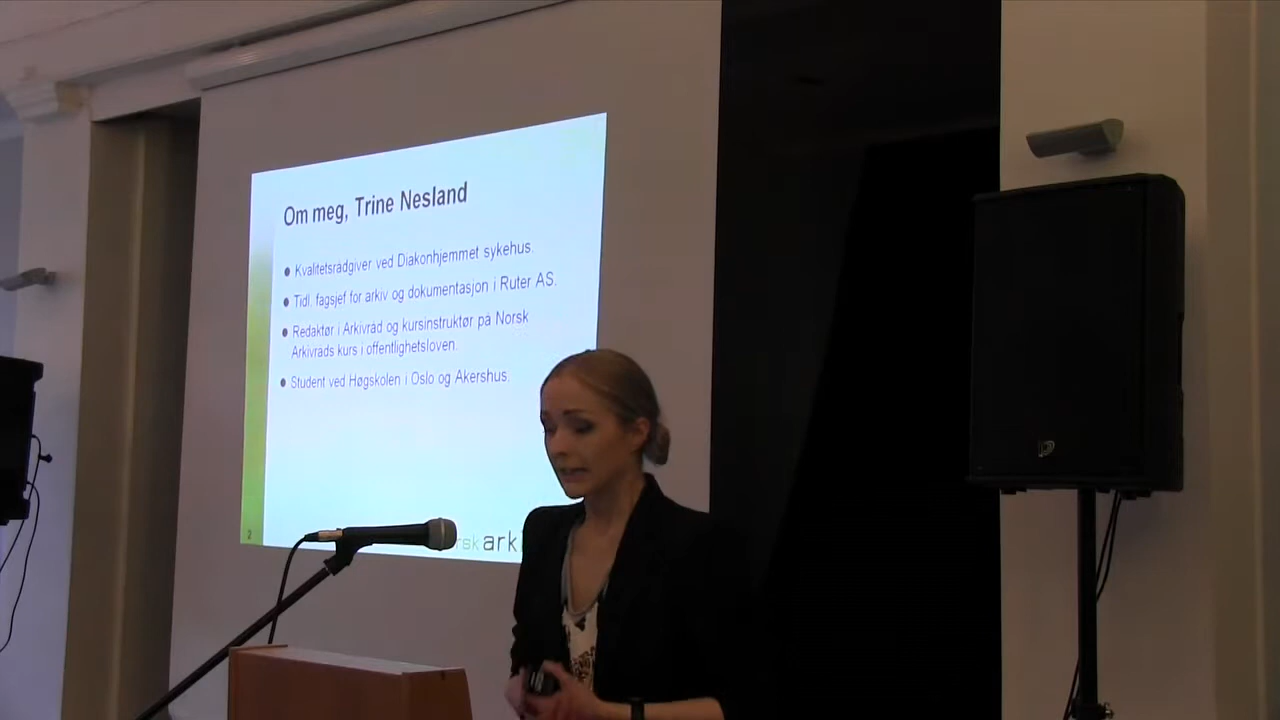 Om meg, Trine Nesland
● Kvalitetsrådgiver ved Diakonhjemmet sykehus.
● Tidl. fagsjef for arkiv og dokumentasjon i Ruter AS.
● Redaktør i Arkivråd og kursinstruktør på Norsk
Arkivråds kurs i offentlighetsloven.
● Student ved Høgskolen i Oslo og Akershus.
2
rsk ark